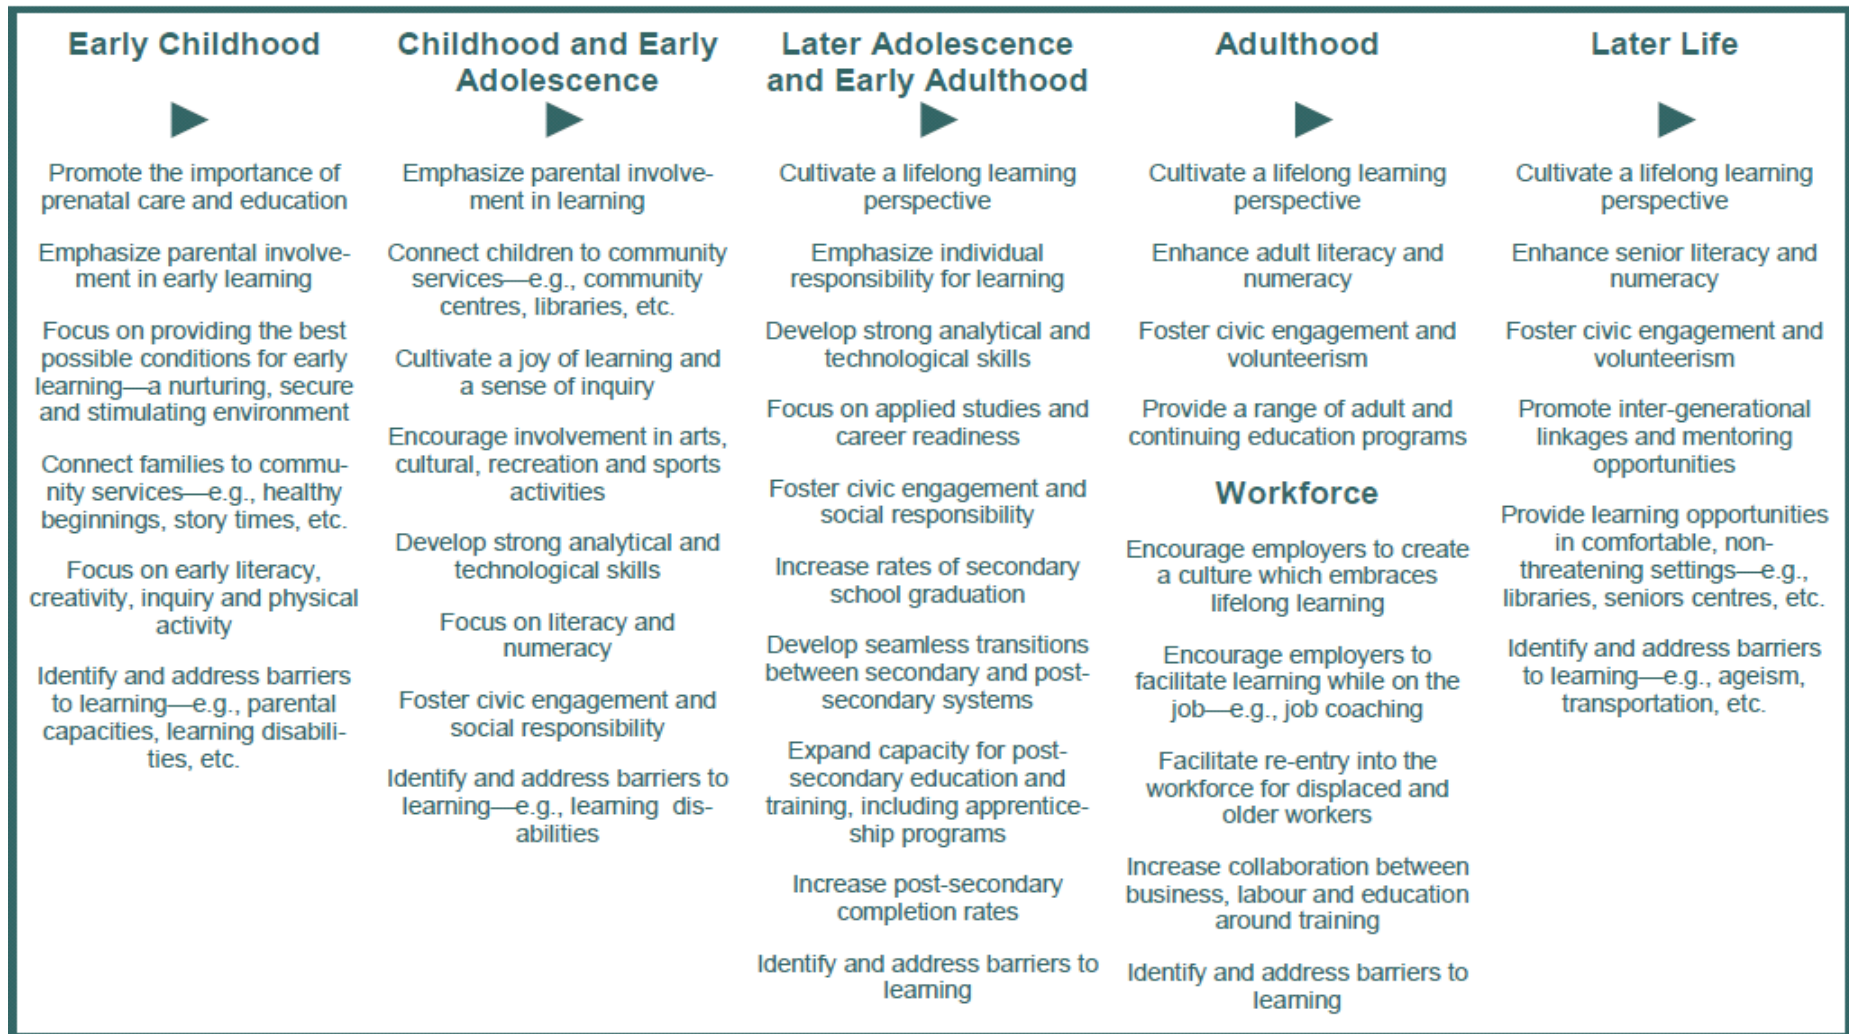 Early Childhood
Promote the importance of
prenatal care and education
Emphasize parental involve-
ment in early learning
Focus on providing the best
possible conditions for early
learning—a nurturing, secure
and stimulating environment
Connect families to commu-
nity services—e.g., healthy
beginnings, story times, etc.
Focus on early literacy,
creativity, inquiry and physical
activity
Identify and address barriers
to learning—e.g., parental
capacities, learning disabili-
ties, etc.
Childhood and Early
Adolescence
Emphasize parental involve-
ment in learning
Connect children to community
services—e.g., community
centres, libraries, etc.
Cultivate a joy of learning and
a sense of inquiry
Encourage involvement in arts,
cultural, recreation and sports
activities
Develop strong analytical and
technological skills
Focus on literacy and
numeracy
Foster civic engagement and
social responsibility
Identify and address barriers to
learning—e.g., learning dis-
abilities
Later Adolescence
and Early Adulthood
Cultivate a lifelong learning
perspective
Emphasize individual
responsibility for learning
Develop strong analytical and
technological skills
Focus on applied studies and
career readiness
Foster civic engagement and
social responsibility
Increase rates of secondary
school graduation
Develop seamless transitions
between secondary and post-
secondary systems
Expand capacity for post-
secondary education and
training, including apprentice-
ship programs
Increase post-secondary
completion rates
Identify and address barriers to
learning
Adulthood
Cultivate a lifelong learning
perspective
Enhance adult literacy and
numeracy
Foster civic engagement and
volunteerism
Provide a range of adult and
continuing education programs
Workforce
Encourage employers to create
a culture which embraces
lifelong learning
Encourage employers to
facilitate learning while on the
job—e.g., job coaching
Facilitate re-entry into the
workforce for displaced and
older workers
Increase collaboration between
business, labour and education
around training
Identify and address barriers to
learning
Later Life
Cultivate a lifelong learning
perspective
Enhance senior literacy and
numeracy
Foster civic engagement and
volunteerism
Promote inter-generational
linkages and mentoring
opportunities
Provide learning opportunities
in comfortable, non-
threatening settings—e.g.,
libraries, seniors centres, etc.
Identify and address barriers
to learning—e.g., ageism,
transportation, etc.